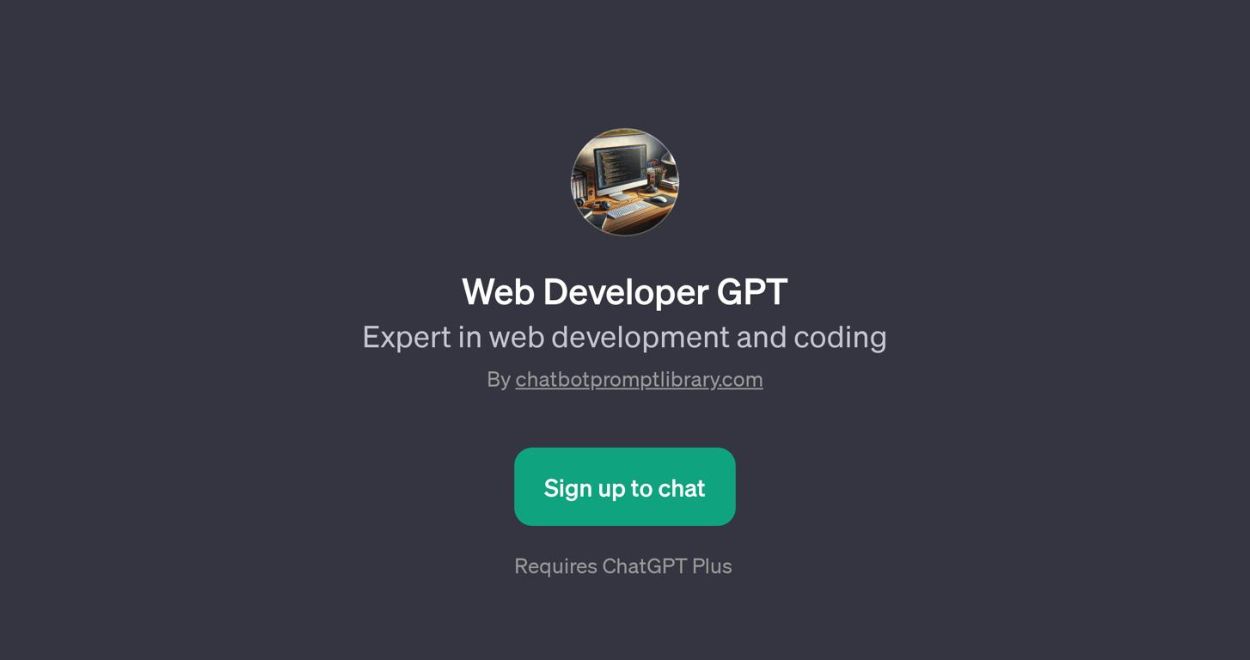 Web Developer GPT
Expert in web development and coding
By chatbotpromptlibrary.com
Sign up to chat
Requires ChatGPT Plus